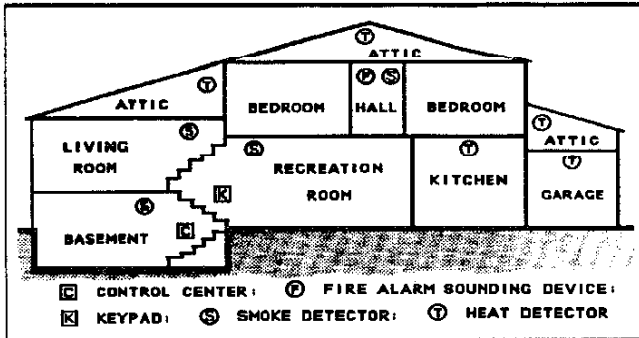 T
ATTIC
T
ATTIC
BEDROOM
F S
HALL
BEDROOM
T
ATTIC
S
LIVING
ROOM
S
RECREATION
ROOM
T
KITCHEN
T
GARAGE
K
S
C
BASEMENT
C CONTROL CENTER; F FIRE ALARM SOUNDING DEVICE;
K KEYPAD; S SMOKE DETECTOR; T HEAT DETECTOR